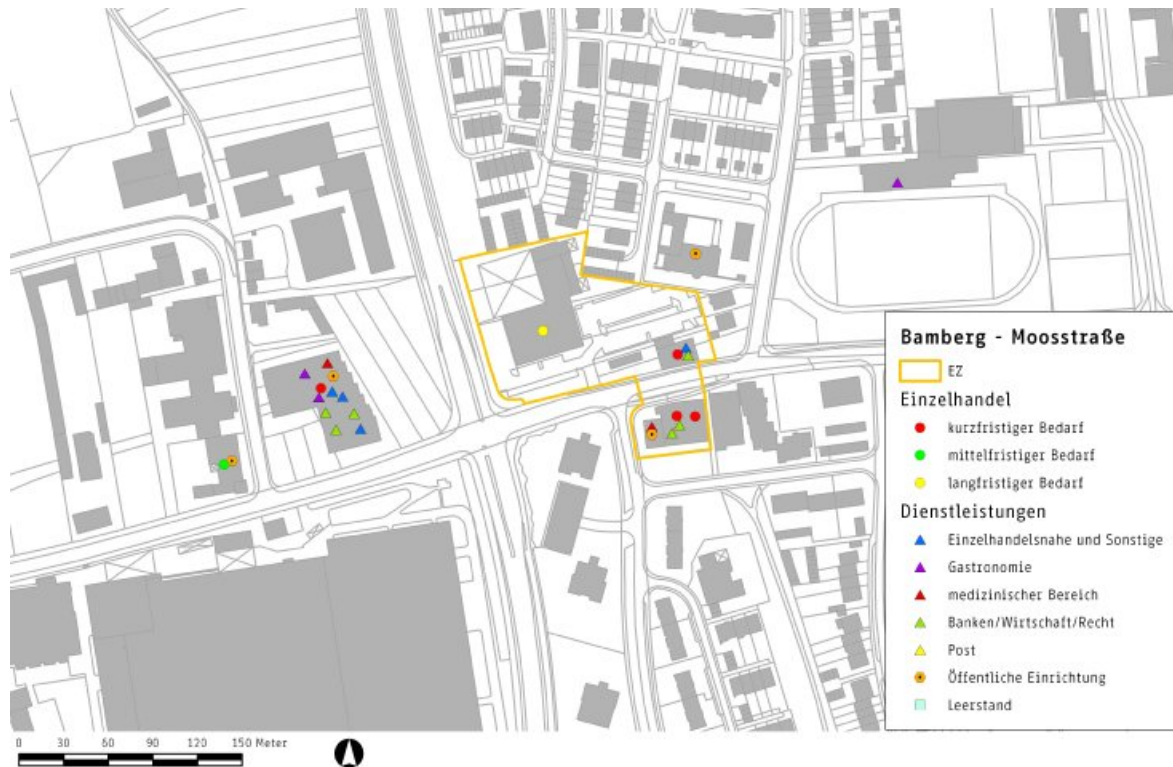 Bamberg - Moosstraße
EZ
Einzelhandel
kurzfristiger Bedarf
mittelfristiger Bedarf
langfristiger Bedarf
Dienstleistungen
Einzelhandelsnahe und Sonstige
Gastronomie
medizinischer Bereich
Banken/Wirtschaft/Recht
Post
Öffentliche Einrichtung
Leerstand
0 30 60 90 120 150 Meter